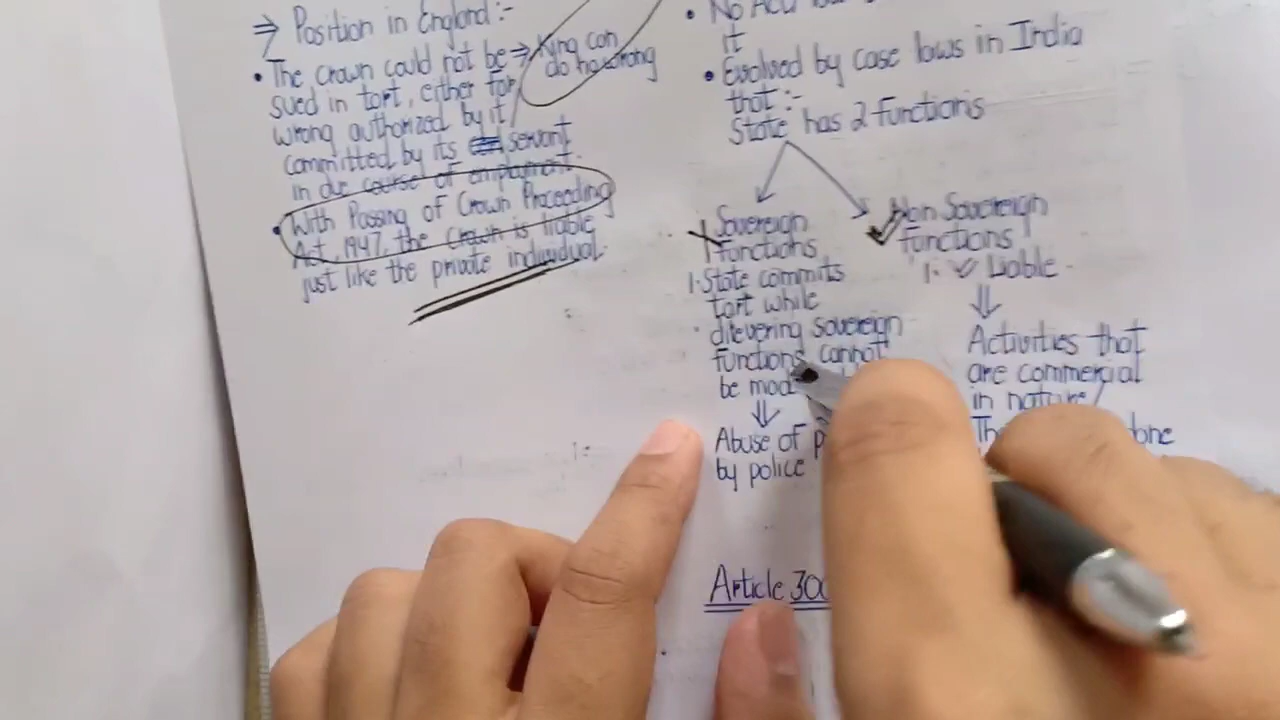 ⇒ Position in England :-
• The crown could not be ⇒ King can
do no wrong
sued in tort, either for
wrong authorized by it /
committed by its servant
in due course of employment.
• With Passing of Crown Proceeding
Act, 1947, the crown is liable
just like the private individual.
• No
it
• Evolved by case laws in India
that :-
State has 2 functions
Sovereign
functions
1. State commits
tort while
dilevering sovereign
functions cannot
be
Abuse of
by police
Non Sovereign
functions
1. ✓ Liable.
Activities that
are commercial
in nature/
Article